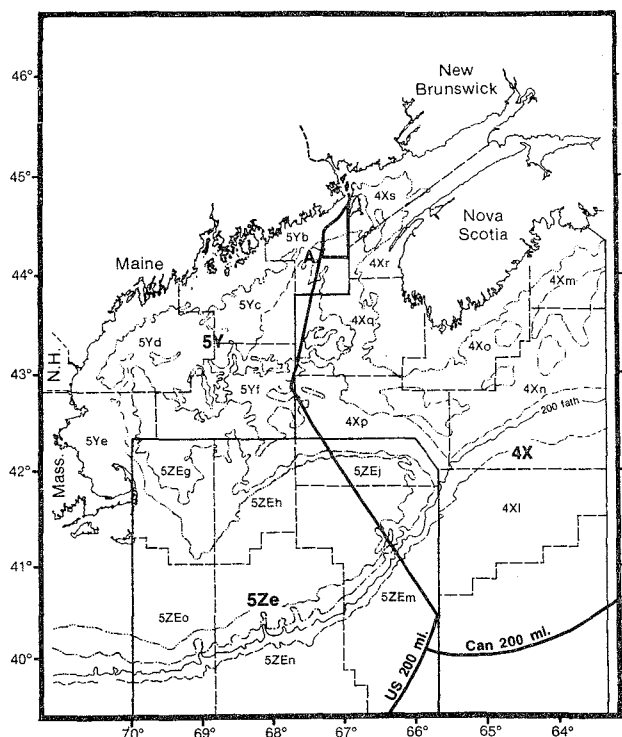 46°
New
Brunswick
45°
4Xs
Nova
Scotia
5Yb
A
4Xr
Maine
44°
4Xm
5Yc
5Y
4Xq
5Yd
4Xo
N.H.
43°
5Yf
4Xn
200 fath
4Xp
5Ye
Mass.
4X
42°
5ZEg
5ZEj
5ZEh
4Xl
41°
5Ze
5ZEm
5ZEo
5ZEn
40°
US 200 mi.
Can 200 mi.
70° 69° 68° 67° 66° 65° 64°